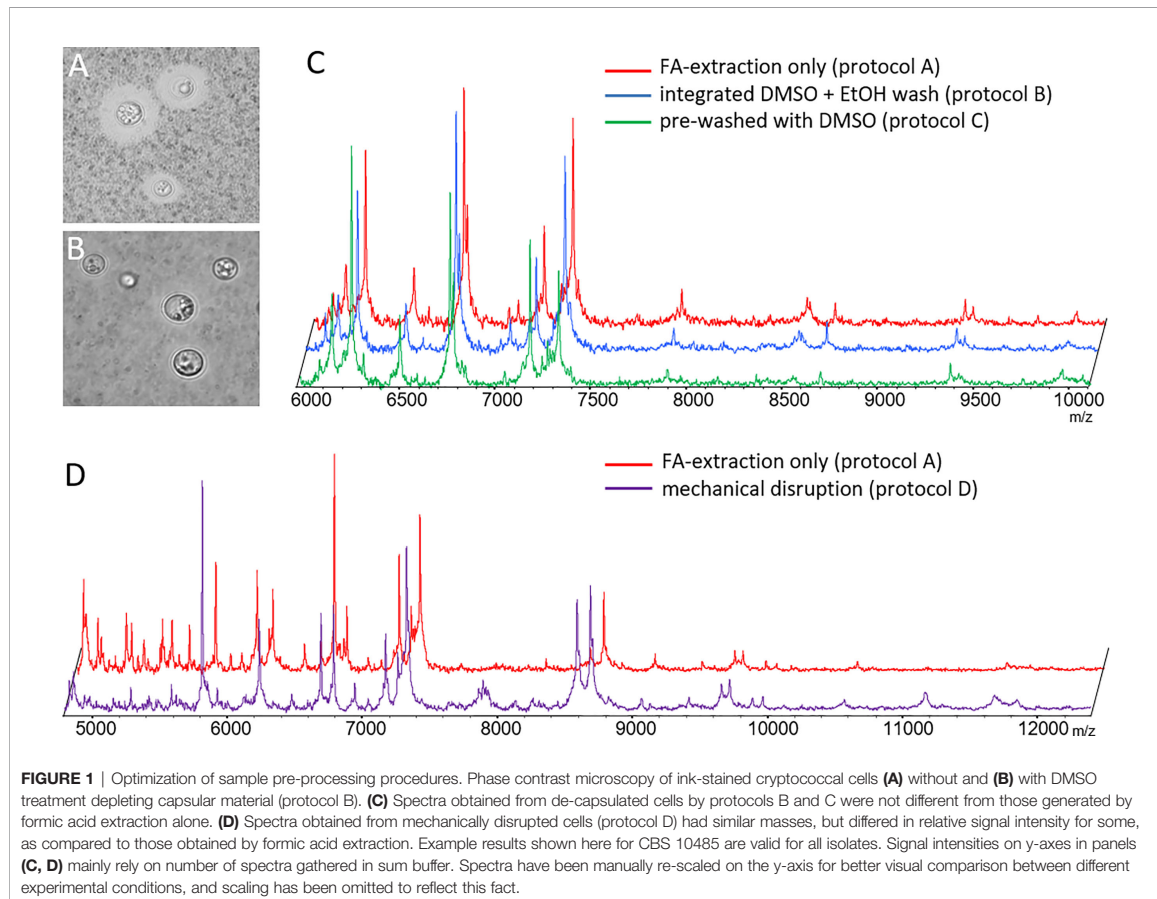 A
B
C
FA-extraction only (protocol A)
integrated DMSO + EtOH wash (protocol B)
pre-washed with DMSO (protocol C)
6000 6500 7000 7500 8000 8500 9000 9500 10000
m/z
D
FA-extraction only (protocol A)
mechanical disruption (protocol D)
5000 6000 7000 8000 9000 10000 11000 12000 m/z
FIGURE 1 | Optimization of sample pre-processing procedures. Phase contrast microscopy of ink-stained cryptococcal cells (A) without and (B) with DMSO
treatment depleting capsular material (protocol B). (C) Spectra obtained from de-capsulated cells by protocols B and C were not different from those generated by
formic acid extraction alone. (D) Spectra obtained from mechanically disrupted cells (protocol D) had similar masses, but differed in relative signal intensity for some,
as compared to those obtained by formic acid extraction. Example results shown here for CBS 10485 are valid for all isolates. Signal intensities on y-axes in panels
(C, D) mainly rely on number of spectra gathered in sum buffer. Spectra have been manually re-scaled on the y-axis for better visual comparison between different
experimental conditions, and scaling has been omitted to reflect this fact.